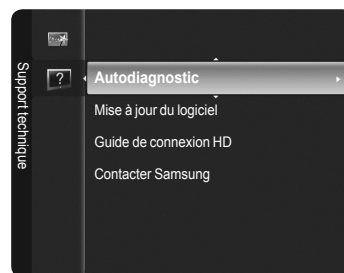 Support technique
Autodiagnostic
Mise à jour du logiciel
Guide de connexion HD
Contacter Samsung